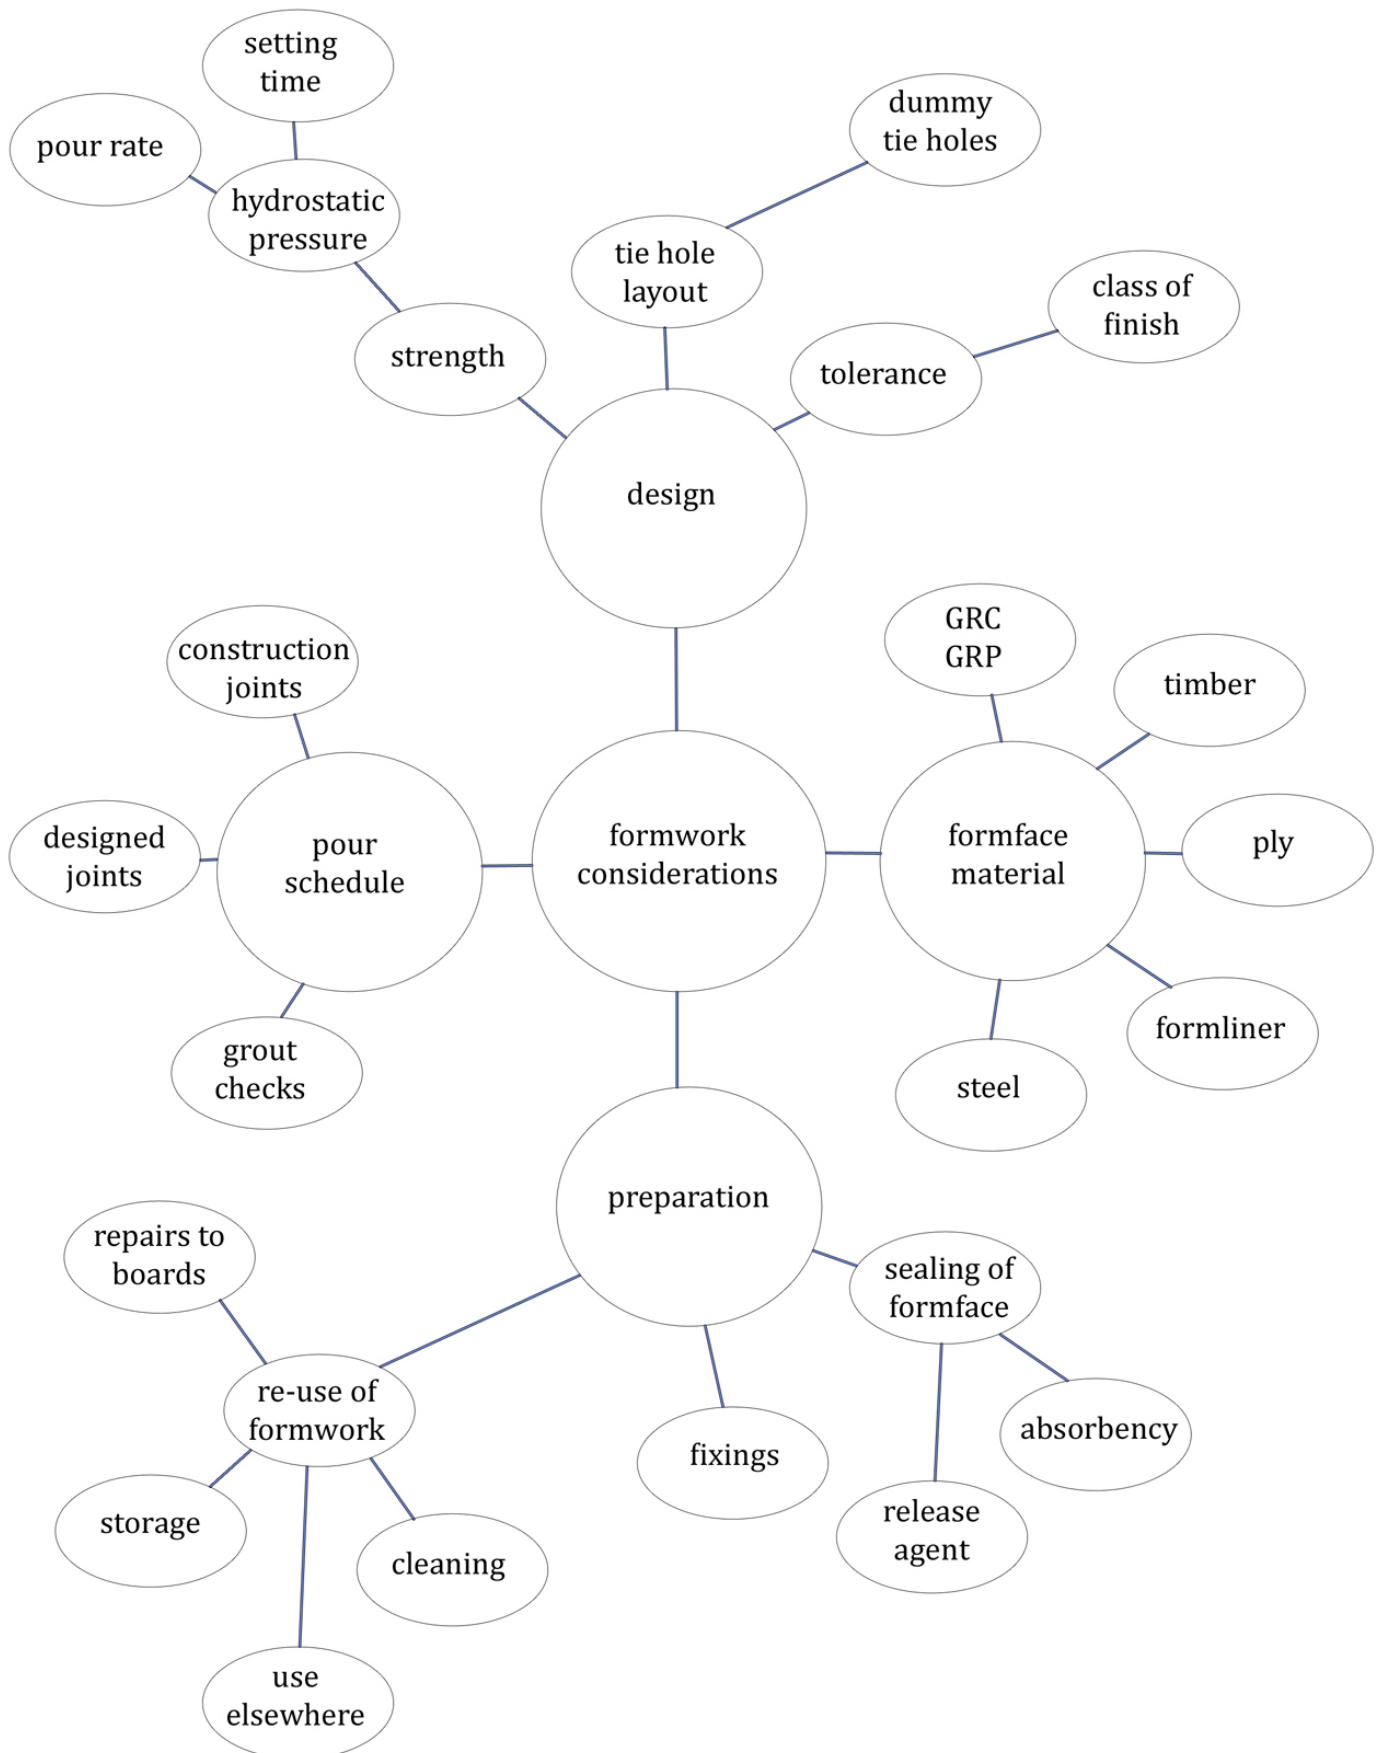 setting
time
pour rate
hydrostatic
pressure
strength
dummy
tie holes
tie hole
layout
class of
finish
tolerance
design
construction
joints
designed
joints
pour
schedule
grout
checks
formwork
considerations
GRC
GRP
timber
formface
material
ply
formliner
steel
preparation
repairs to
boards
re-use of
formwork
storage
cleaning
use
elsewhere
fixings
sealing of
formface
absorbency
release
agent